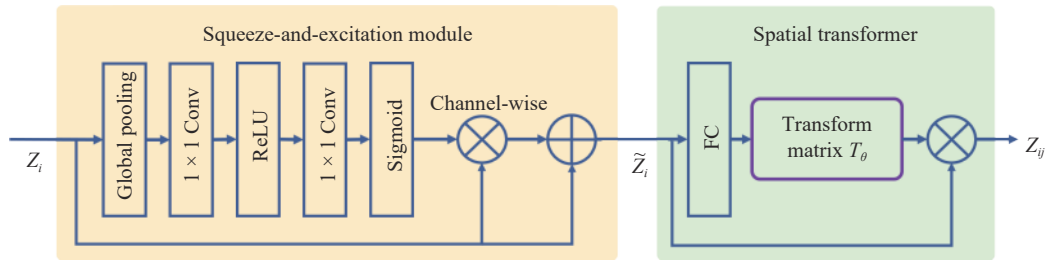 Squeeze-and-excitation module
Spatial transformer
Z_i
Global pooling
1 × 1 Conv
ReLU
1 × 1 Conv
Sigmoid
Channel-wise
Z̃_i
FC
Transform
matrix T_θ
Z_ij